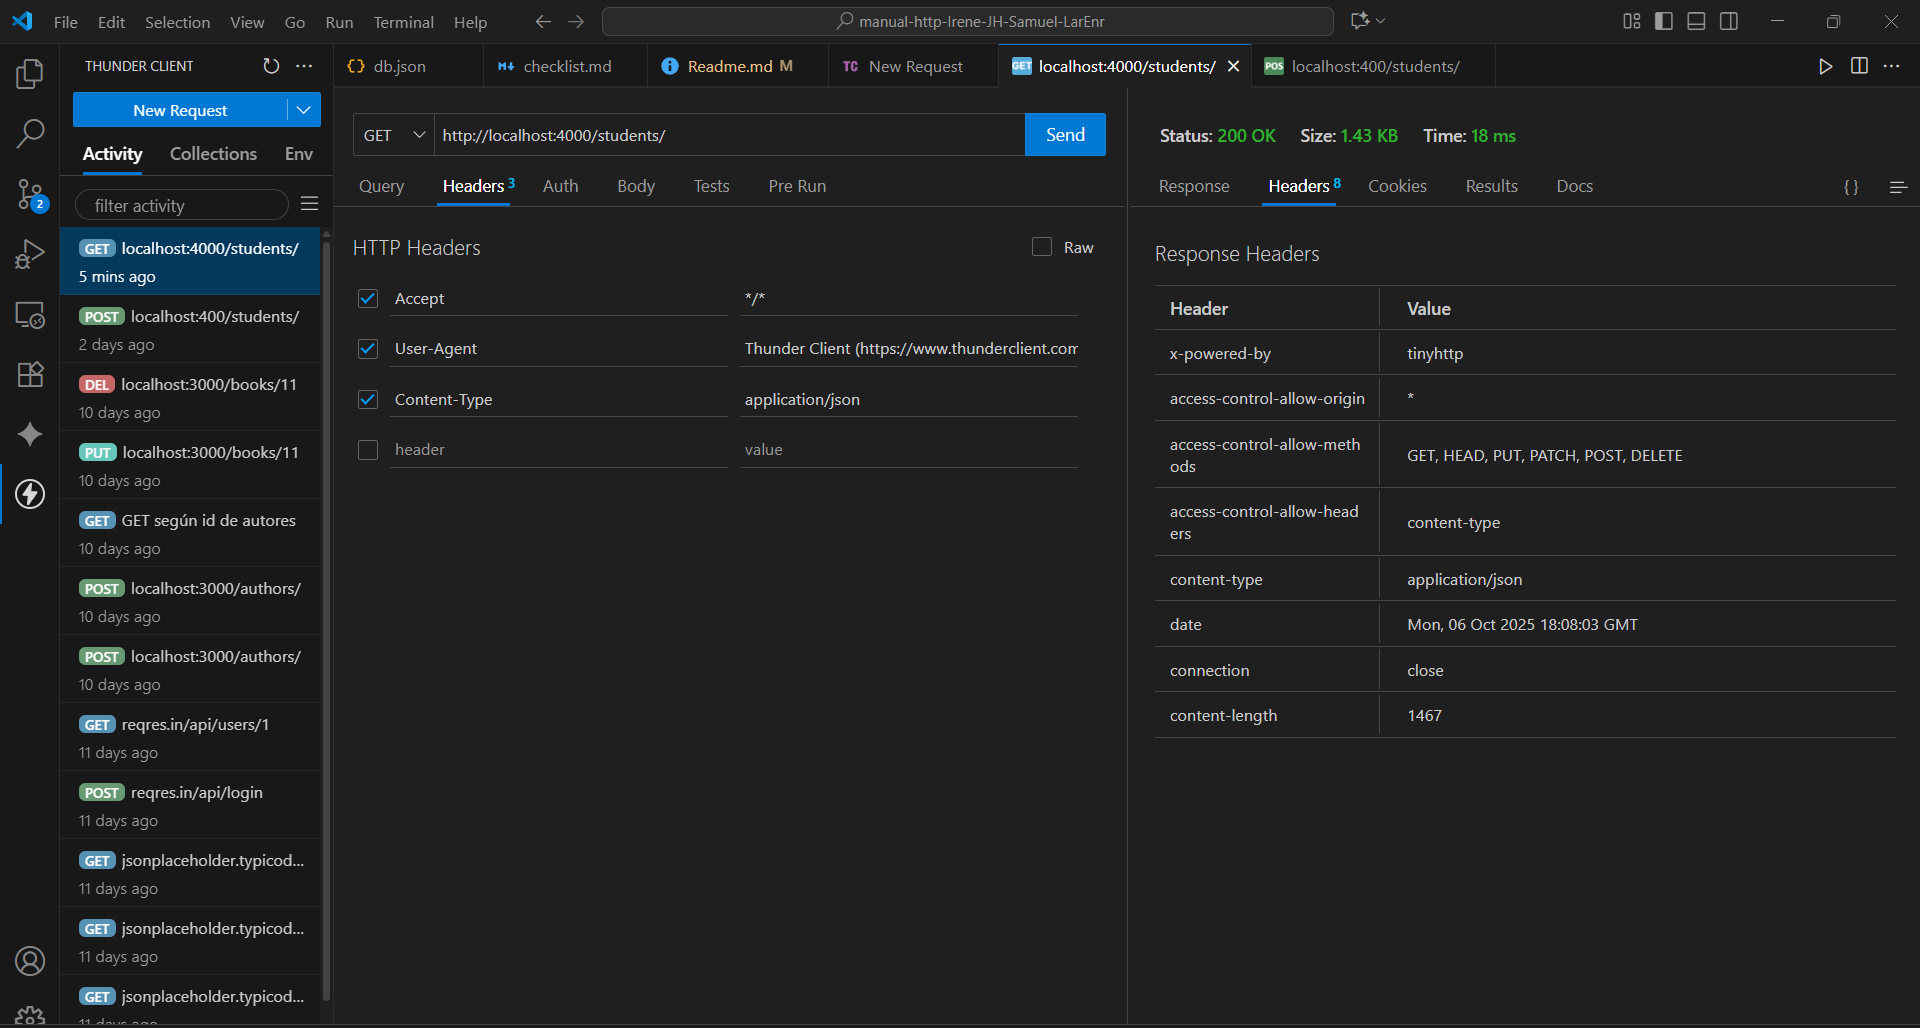 File Edit Selection View Go Run Terminal Help
manual-http-Irene-JH-Samuel-LarEnr
THUNDER CLIENT
New Request
Activity Collections Env
filter activity
2
GET localhost:4000/students/
5 mins ago
POST localhost:400/students/
2 days ago
DEL localhost:3000/books/11
10 days ago
PUT localhost:3000/books/11
10 days ago
GET GET según id de autores
10 days ago
POST localhost:3000/authors/
10 days ago
POST localhost:3000/authors/
10 days ago
GET reqres.in/api/users/1
11 days ago
POST reqres.in/api/login
11 days ago
GET jsonplaceholder.typicod...
11 days ago
GET jsonplaceholder.typicod...
11 days ago
GET jsonplaceholder.typicod...
11 days ago
{} db.json
M↓ checklist.md
Readme.md M
TC New Request
GET localhost:4000/students/
POS localhost:400/students/
GET http://localhost:4000/students/ Send
Query Headers 3 Auth Body Tests Pre Run
HTTP Headers Raw
Accept */*
User-Agent Thunder Client (https://www.thunderclient.com
Content-Type application/json
header value
Status: 200 OK Size: 1.43 KB Time: 18 ms
Response Headers 8 Cookies Results Docs {}
Response Headers
Header Value
x-powered-by tinyhttp
access-control-allow-origin *
access-control-allow-meth
ods
GET, HEAD, PUT, PATCH, POST, DELETE
access-control-allow-head
ers
content-type
content-type application/json
date Mon, 06 Oct 2025 18:08:03 GMT
connection close
content-length 1467